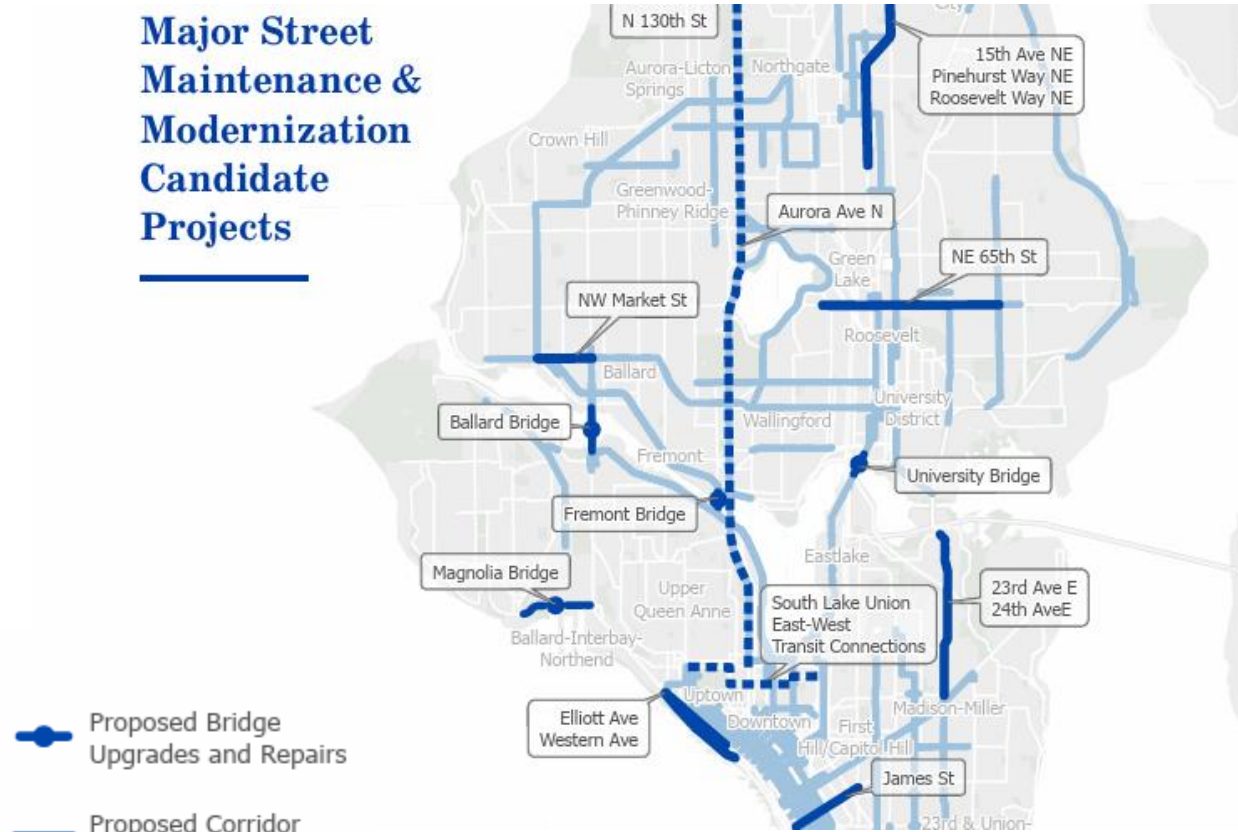 Major Street
Maintenance &
Modernization
Candidate
Projects
N 130th St
15th Ave NE
Pinehurst Way NE
Roosevelt Way NE
Aurora-Licton
Springs
Northgate
Crown Hill
Greenwood-
Phinney Ridge
Aurora Ave N
Green
Lake
NE 65th St
NW Market St
Roosevelt
Ballard
University
District
Wallingford
Ballard Bridge
Fremont
University Bridge
Fremont Bridge
Eastlake
Magnolia Bridge
Upper
Queen Anne
South Lake Union
East-West
Transit Connections
23rd Ave E
24th AveE
Ballard-Interbay-
Northend
Uptown
Elliott Ave
Western Ave
Downtown
First
Hill/Capitol Hill
Madison-Miller
James St
23rd & Union-
Proposed Bridge
Upgrades and Repairs
Proposed Corridor